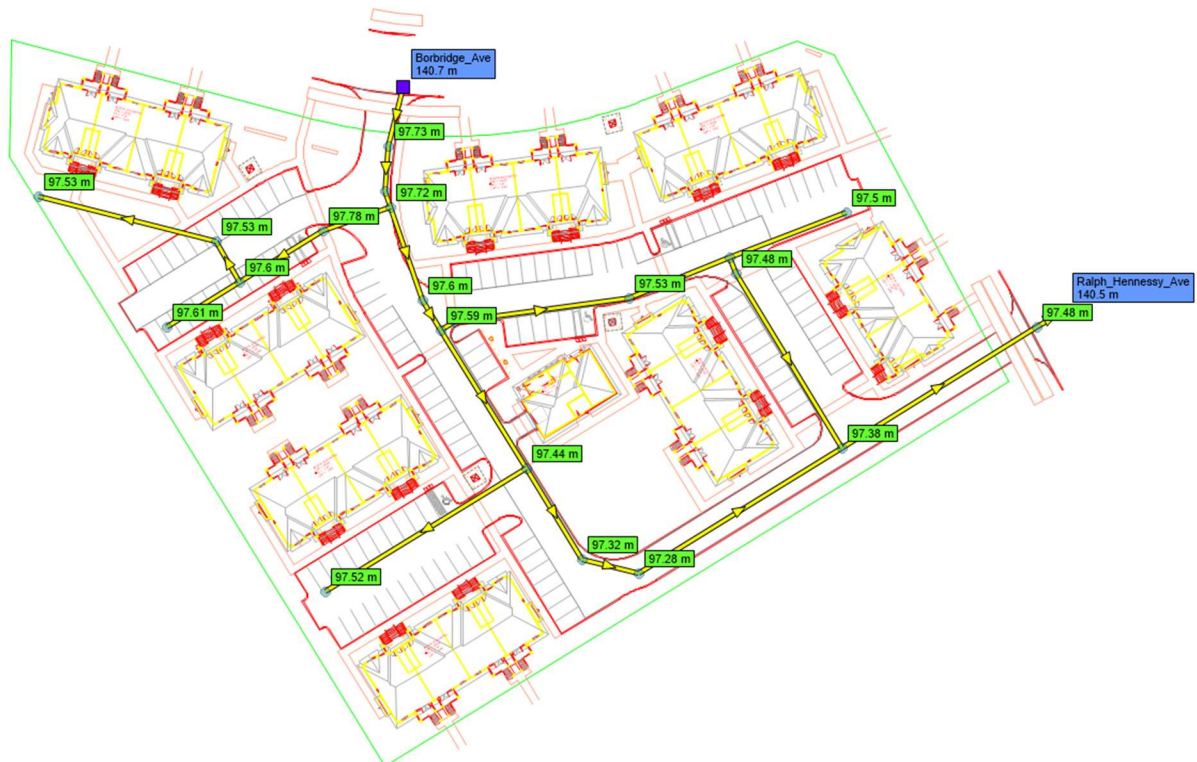 Borbridge_Ave
140.7 m
97.73 m
97.53 m
97.72 m
97.5 m
97.78 m
97.53 m
97.48 m
97.6 m
97.6 m
97.53 m
Ralph_Hennessy_Ave
140.5 m
97.48 m
97.61 m
97.59 m
97.38 m
97.44 m
97.32 m
97.28 m
97.52 m